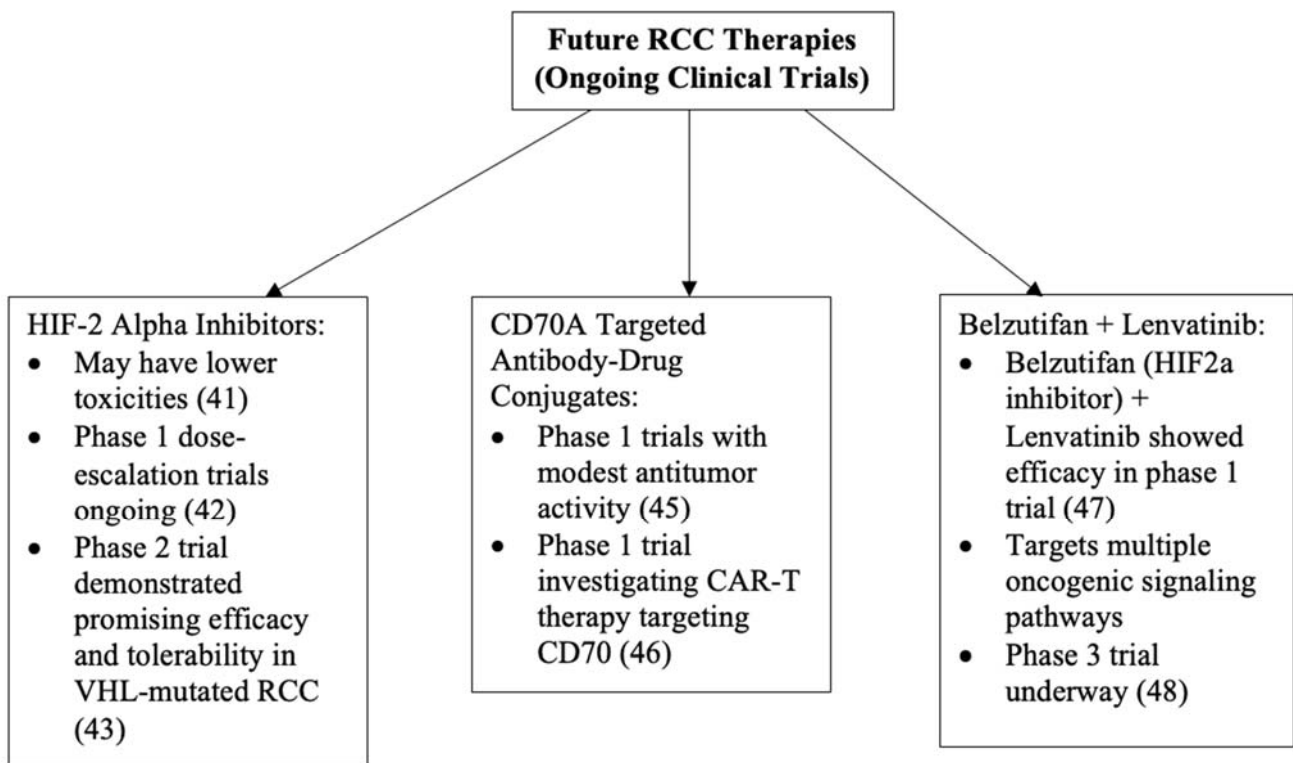 Future RCC Therapies
(Ongoing Clinical Trials)
HIF-2 Alpha Inhibitors:
• May have lower
toxicities (41)
• Phase 1 dose-
escalation trials
ongoing (42)
• Phase 2 trial
demonstrated
promising efficacy
and tolerability in
VHL-mutated RCC
(43)
CD70A Targeted
Antibody-Drug
Conjugates:
• Phase 1 trials with
modest antitumor
activity (45)
• Phase 1 trial
investigating CAR-T
therapy targeting
CD70 (46)
Belzutifan + Lenvatinib:
• Belzutifan (HIF2a
inhibitor) +
Lenvatinib showed
efficacy in phase 1
trial (47)
• Targets multiple
oncogenic signaling
pathways
• Phase 3 trial
underway (48)